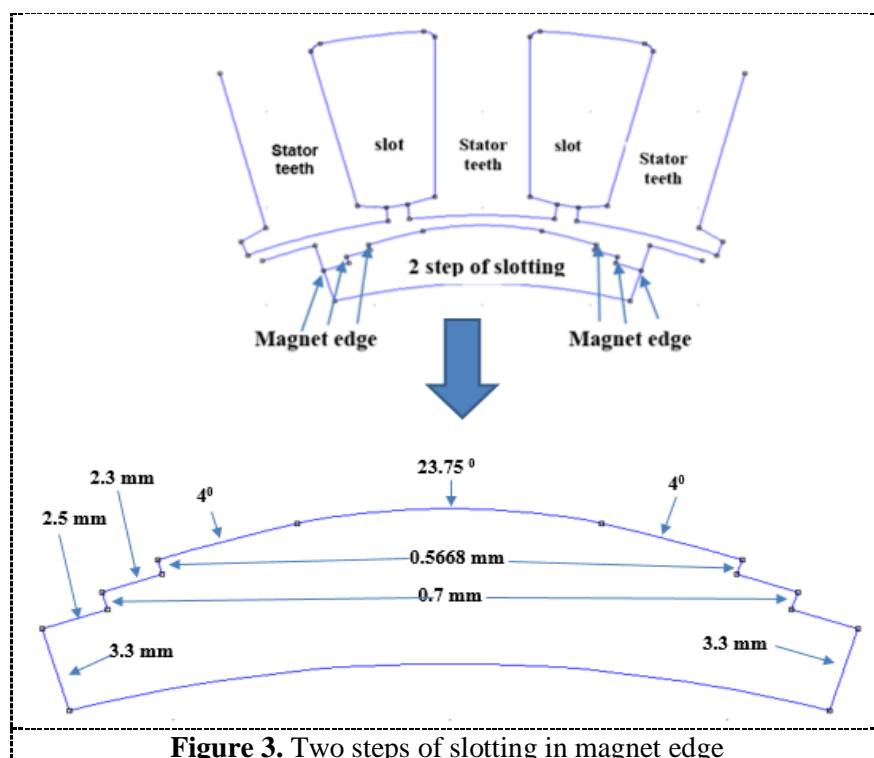 slot
Stator
teeth
slot
Stator
teeth
Stator
teeth
2 step of slotting
Magnet edge
Magnet edge
23.75 ⁰
2.3 mm
4⁰
4⁰
2.5 mm
0.5668 mm
0.7 mm
3.3 mm
3.3 mm
Figure 3. Two steps of slotting in magnet edge